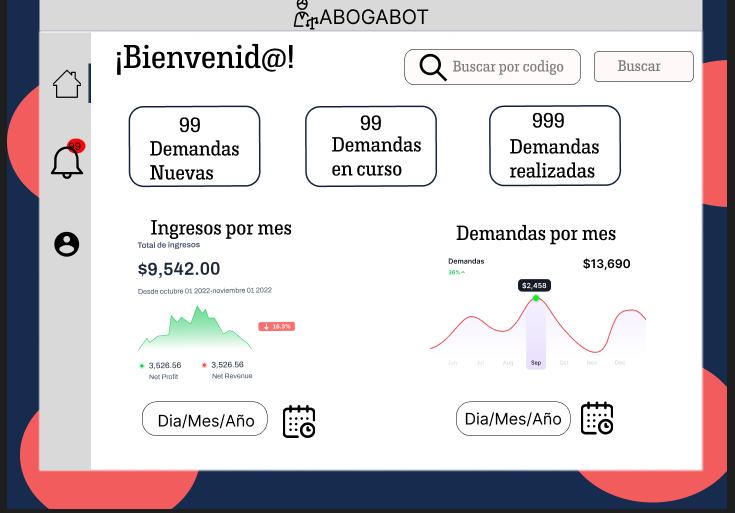 ABOGABOT
¡Bienvenid@!
Buscar por codigo
Buscar
99
99
Demandas
Nuevas
99
Demandas
en curso
999
Demandas
realizadas
Ingresos por mes
Total de ingresos
$9,542.00
Desde octubre 01 2022-noviembre 01 2022
↓ 16.3%
3,526.56
Net Profit
3,526.56
Net Revenue
Dia/Mes/Año
Demandas por mes
Demandas
36%
$13,690
$2,458
Jun Jul Aug Sep Oct Nov Dec
Dia/Mes/Año